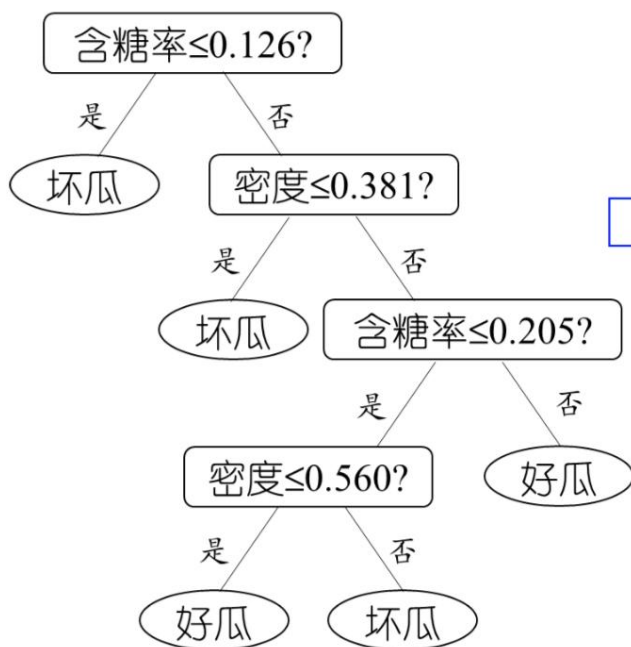 含糖率≤0.126?
是 否
坏瓜 密度≤0.381?
是 否
坏瓜 含糖率≤0.205?
是 否
密度≤0.560? 好瓜
是 否
好瓜 坏瓜